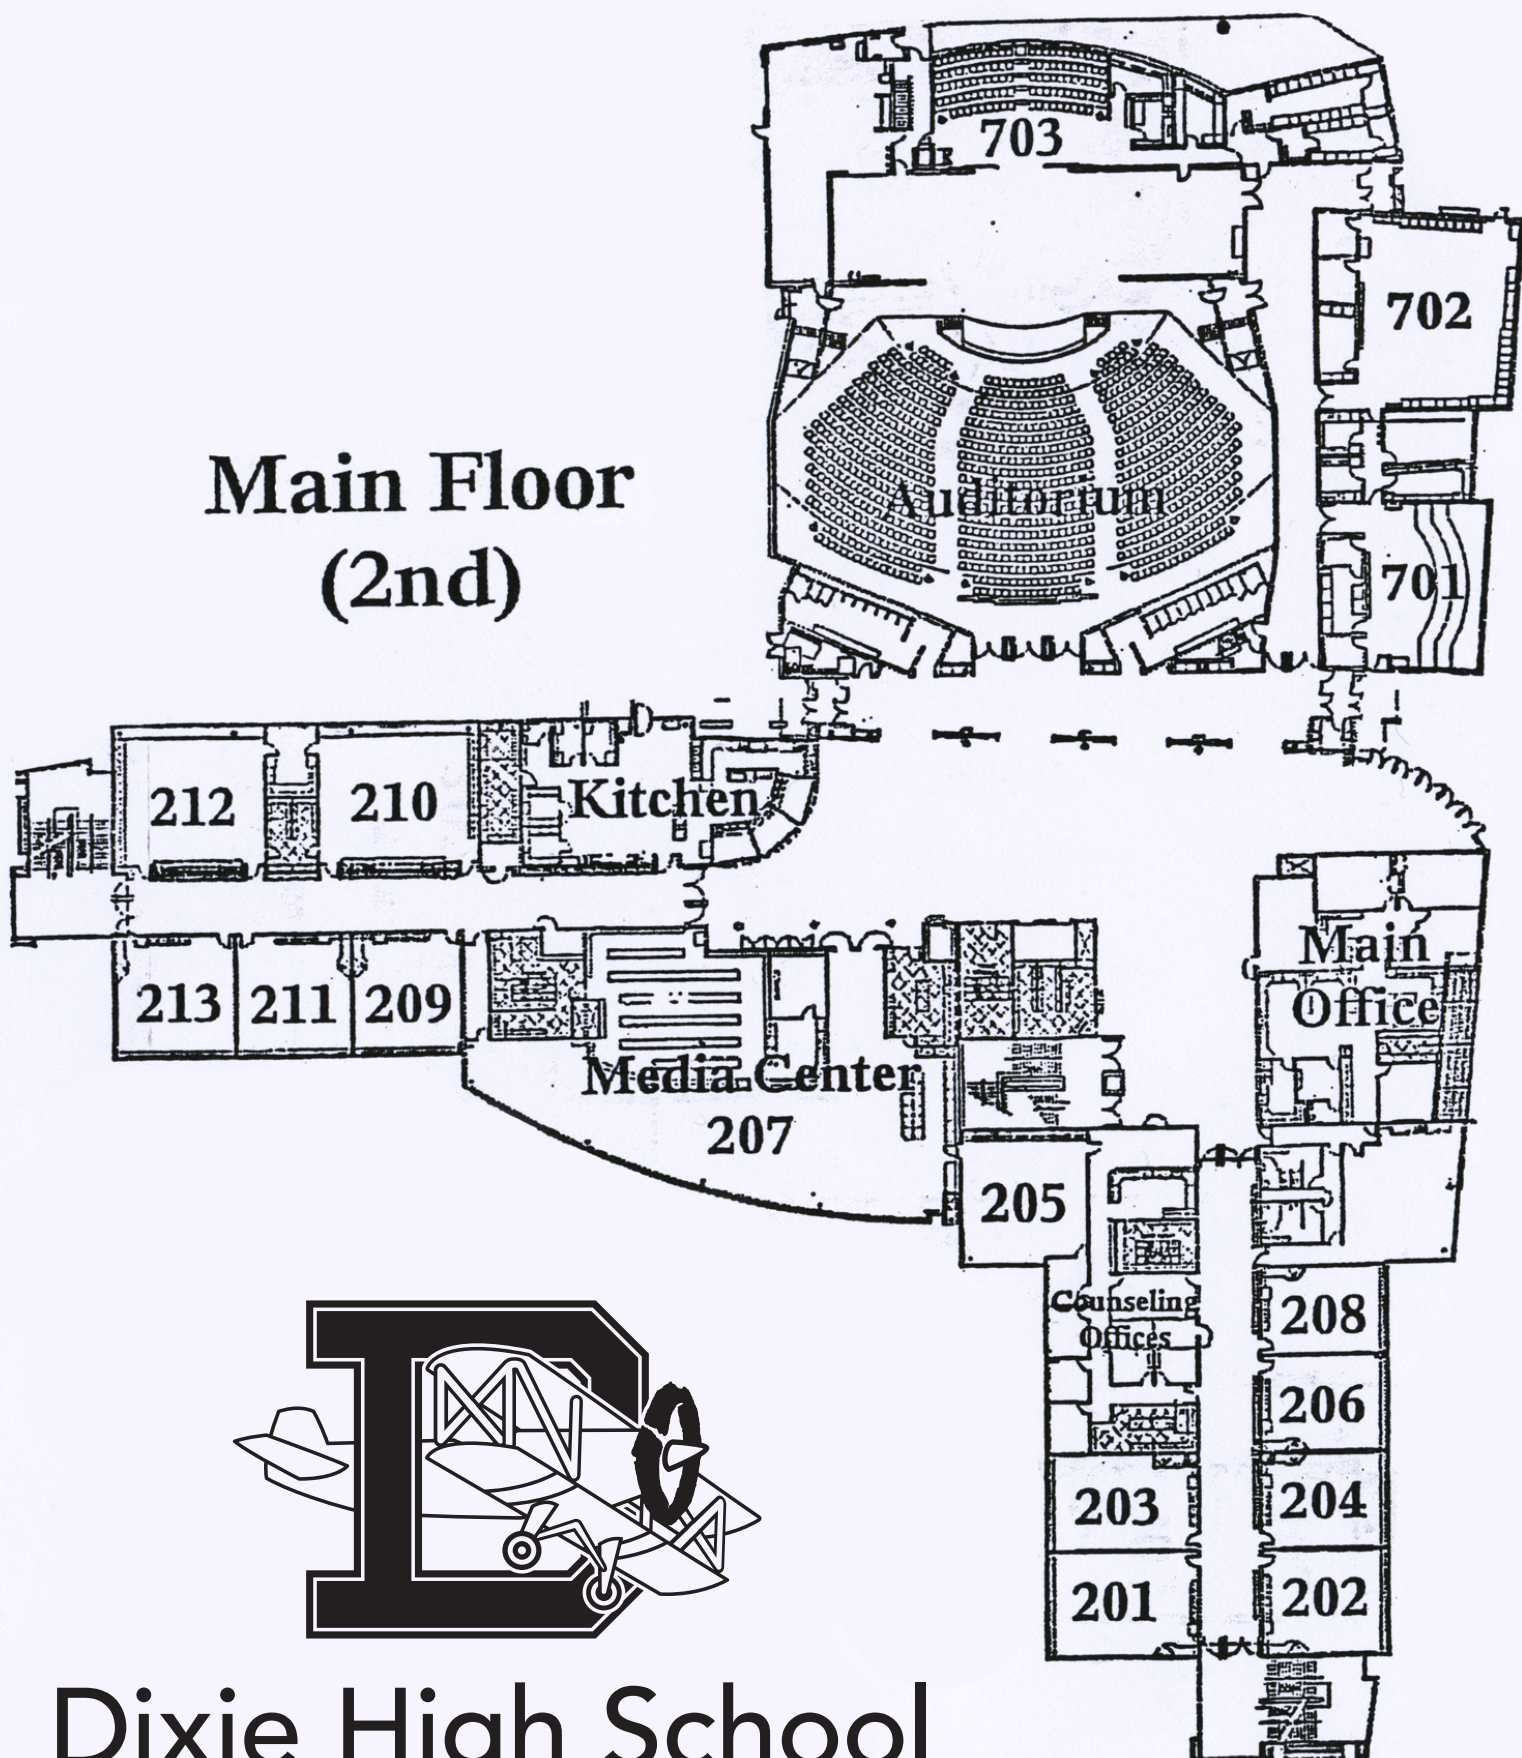 703
702
Main Floor
(2nd)
Auditorium
701
212
210
Kitchen
Main
Office
213
211
209
Media Center
207
205
Counseling
Offices
208
206
203
204
201
202
D
Dixie High School